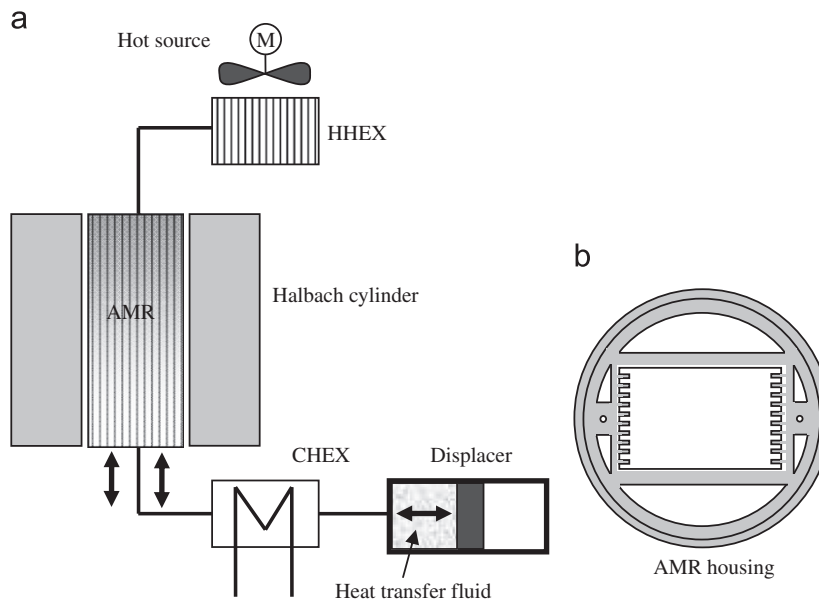 a
Hot source
M
HHEX
AMR
Halbach cylinder
CHEX
Displacer
Heat transfer fluid
b
AMR housing